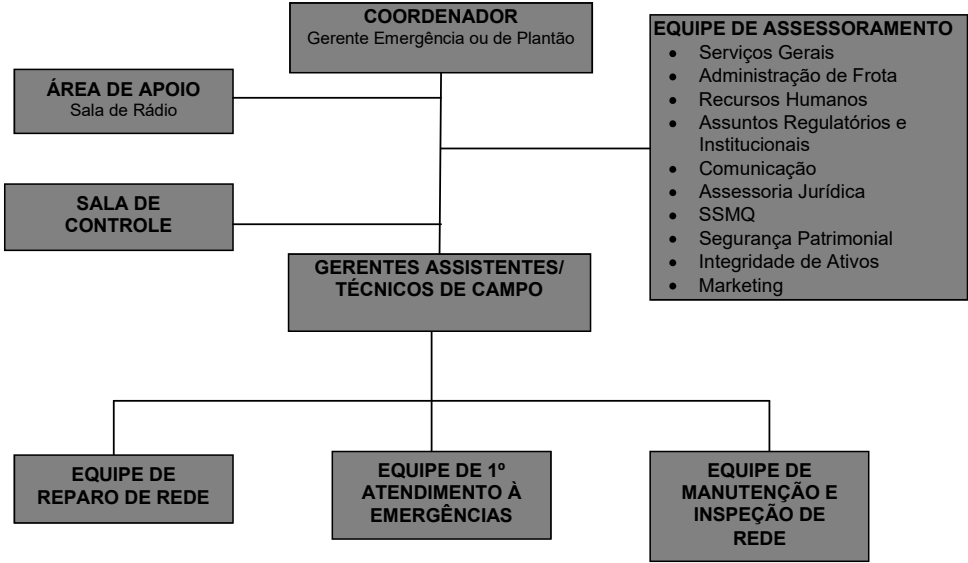 COORDENADOR
Gerente Emergência ou de Plantão
EQUIPE DE ASSESSORAMENTO
• Serviços Gerais
• Administração de Frota
• Recursos Humanos
• Assuntos Regulatórios e
Institucionais
• Comunicação
• Assessoria Jurídica
• SSMQ
• Segurança Patrimonial
• Integridade de Ativos
• Marketing
ÁREA DE APOIO
Sala de Rádio
SALA DE
CONTROLE
GERENTES ASSISTENTES/
TÉCNICOS DE CAMPO
EQUIPE DE
REPARO DE REDE
EQUIPE DE 1º
ATENDIMENTO À
EMERGÊNCIAS
EQUIPE DE
MANUTENÇÃO E
INSPEÇÃO DE
REDE